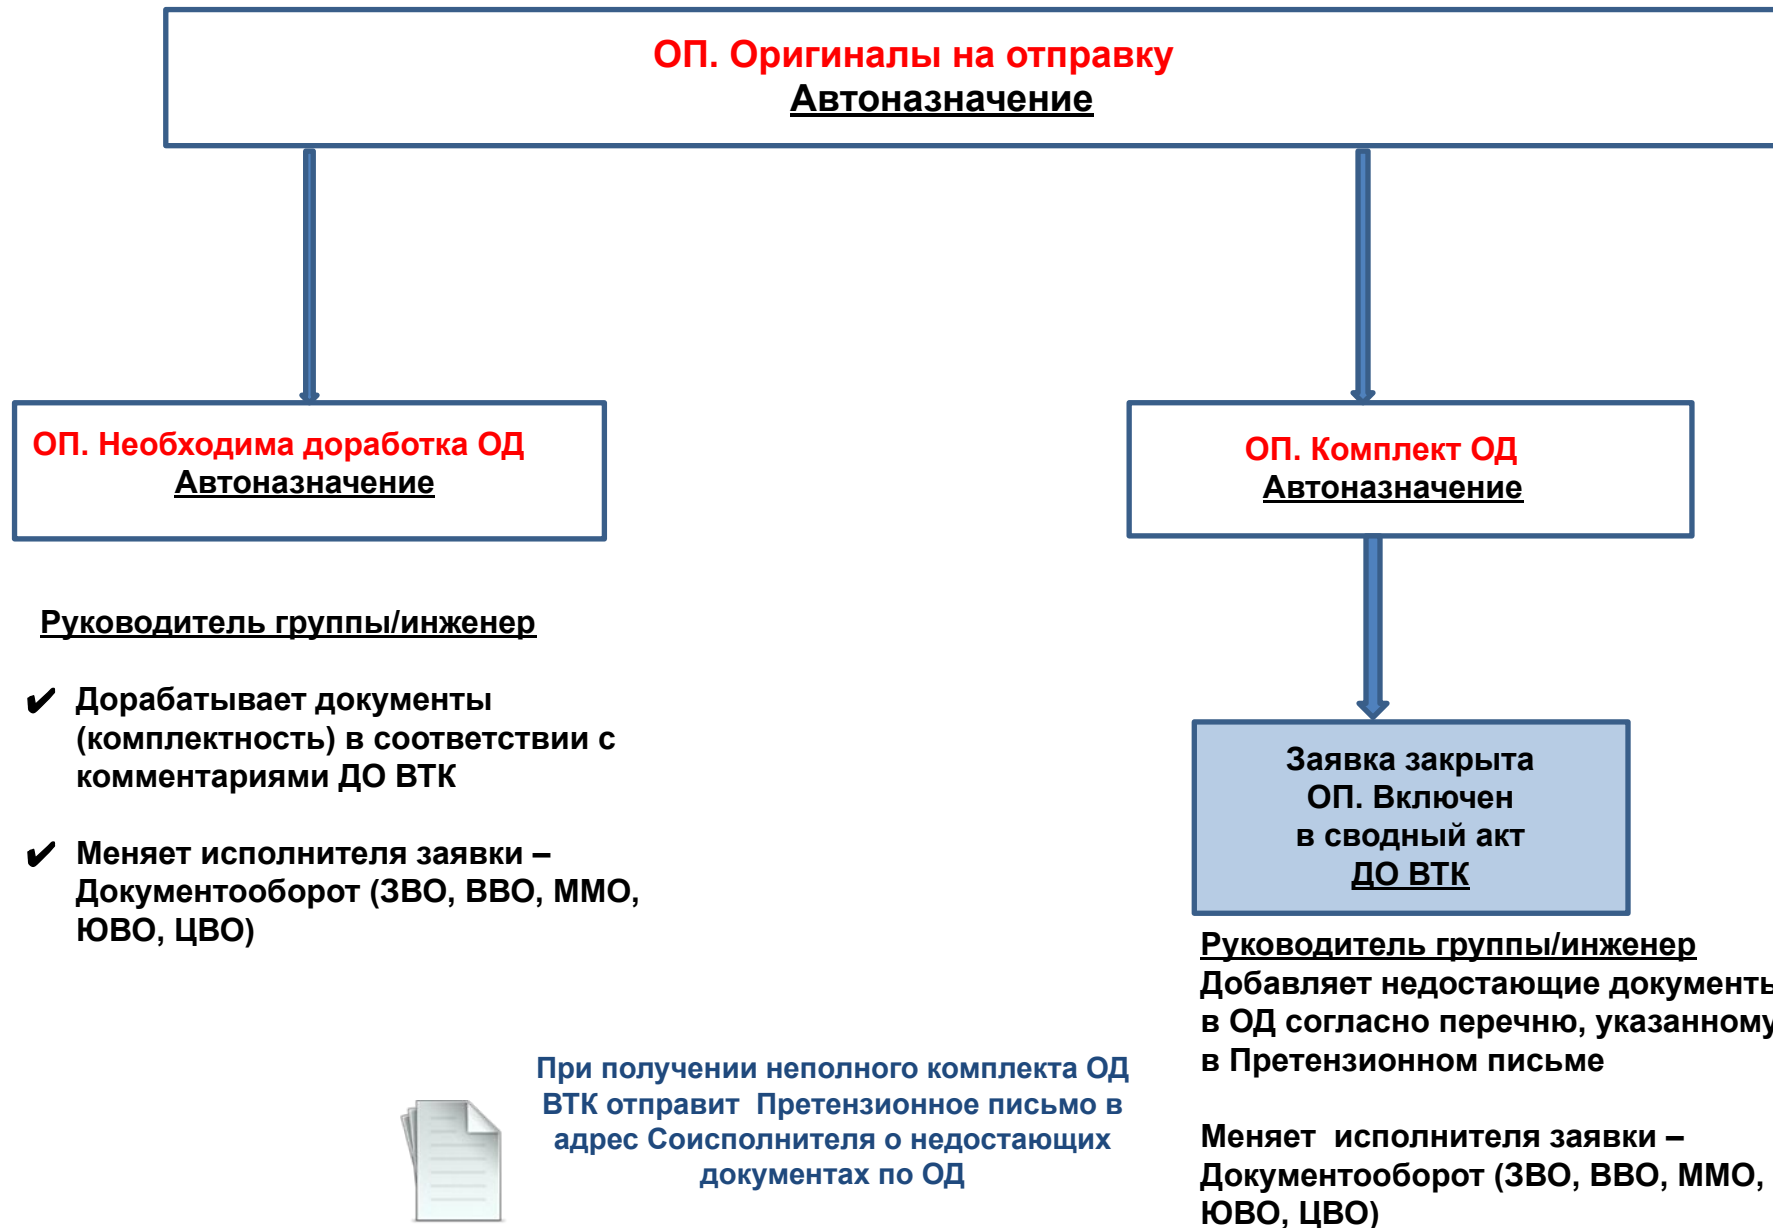 ОП. Оригиналы на отправку
Автоназначение
ОП. Необходима доработка ОД
Автоназначение
ОП. Комплект ОД
Автоназначение
Руководитель группы/инженер
✔ Дорабатывает документы
(комплектность) в соответствии с
комментариями ДО ВТК
✔ Меняет исполнителя заявки –
Документооборот (ЗВО, ВВО, ММО,
ЮВО, ЦВО)
Заявка закрыта
ОП. Включен
в сводный акт
ДО ВТК
Руководитель группы/инженер
Добавляет недостающие документы
в ОД согласно перечню, указанному
в Претензионном письме
Меняет исполнителя заявки –
Документооборот (ЗВО, ВВО, ММО,
ЮВО, ЦВО)
При получении неполного комплекта ОД
ВТК отправит Претензионное письмо в
адрес Соисполнителя о недостающих
документах по ОД